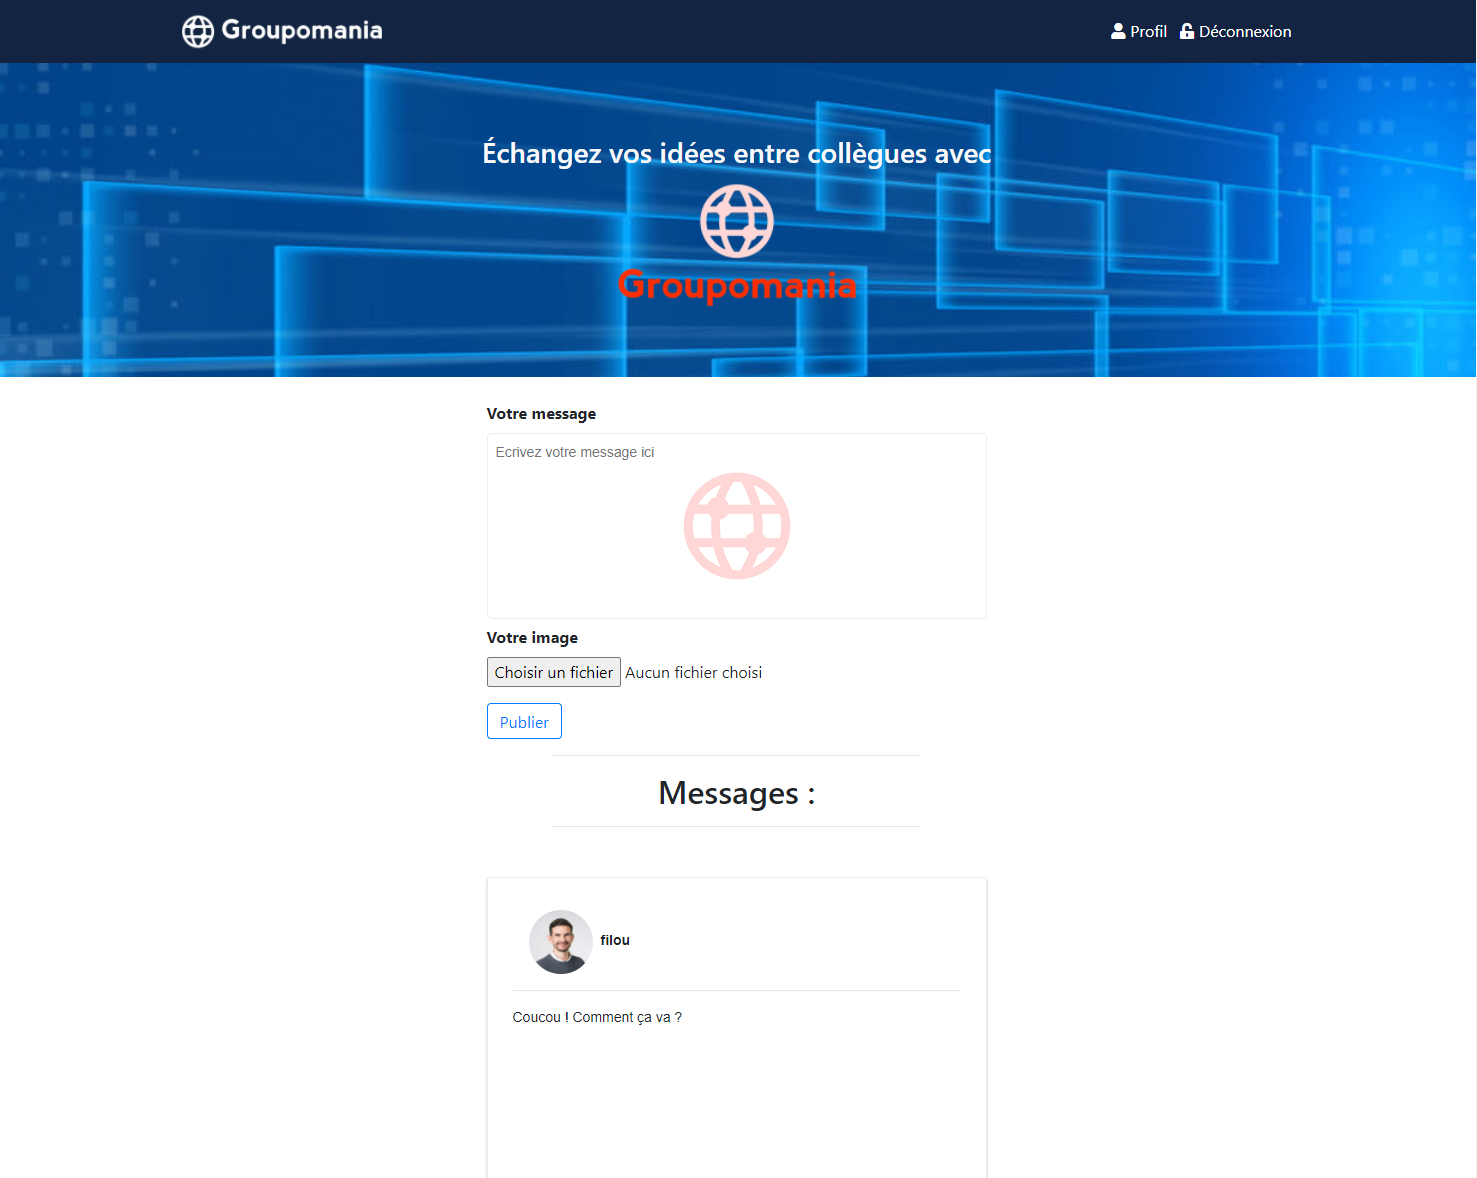 Groupomania
Profil
Déconnexion
Échangez vos idées entre collègues avec
Groupomania
Votre message
Ecrivez votre message ici
Votre image
Choisir un fichier Aucun fichier choisi
Publier
Messages :
filou
Coucou ! Comment ça va ?